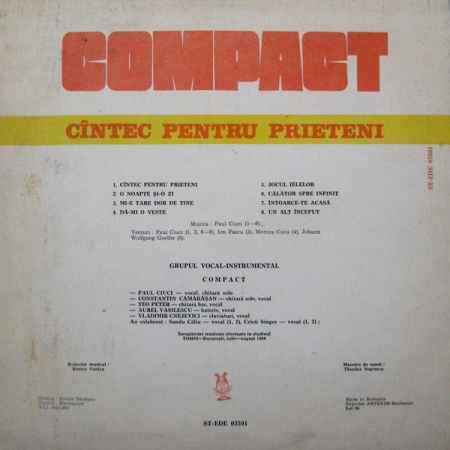 COMPACT
CÎNTEC PENTRU PRIETENI
ST-EDE 03501
1. CÎNTEC PENTRU PRIETENI
2. O NOAPTE ŞI-O ZI
3. MI-E TARE DOR DE TINE
4. DĂ-MI O VESTE
5. JOCUL IELELOR
6. CĂLĂTOR SPRE INFINIT
7. ÎNTOARCE-TE ACASĂ
8. UN ALT ÎNCEPUT
Muzica: Paul Ciuci (1—8);
Versuri: Paul Ciuci (1, 2, 6—8), Ion Pascu (3), Monica Ciuta (4), Johann
Wolfgang Goethe (5).
GRUPUL VOCAL-INSTRUMENTAL
COMPACT
— PAUL CIUCI — vocal, chitară solo
— CONSTANTIN CĂMĂRĂŞAN — chitară solo, vocal
— TEO PETER — chitară bas, vocal
— AUREL VASILESCU — baterie, vocal
— VLADIMIR CNEJEVICI — claviaturi, vocal
Au colaborat: Sanda Călin — vocal (1, 2), Cristi Singer — vocal (1, 2);
Înregistrări muzicale efectuate în studioul
TOMIS—Bucureşti, iulie—august 1988
Redactor muzical:
Maestru de sunet:
Theodor Negrescu
Made in Romania
Exportat ARTEXIM-Bucharest
ST-EDE 03501